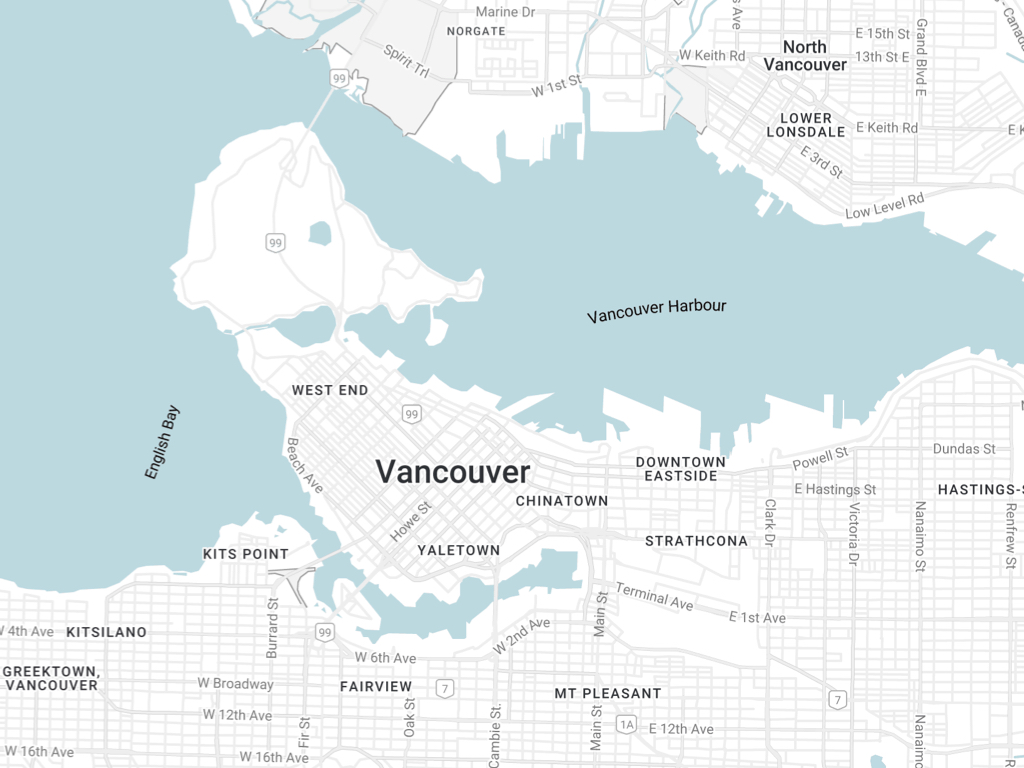 Marine Dr
NORGATE
Spirit Trl
99
W 1st St
W Keith Rd
North
Vancouver
E 15th St
13th St E
Grand Blvd E
LOWER
LONSDALE
E Keith Rd
E 3rd St
Low Level Rd
99
Vancouver Harbour
English Bay
WEST END
99
Beach Ave
Vancouver
Howe St
CHINATOWN
YALETOWN
DOWNTOWN
EASTSIDE
Powell St
Dundas St
E Hastings St
HASTINGS-S
STRATHCONA
Clark Dr
Victoria Dr
Nanaimo St
Renfrew St
KITS POINT
Burrard St
Terminal Ave
E 1st Ave
Main St
W 4th Ave
KITSILANO
99
W 2nd Ave
W 6th Ave
GREEKTOWN,
VANCOUVER
W Broadway
FAIRVIEW
7
MT PLEASANT
7
W 12th Ave
Fir St
Oak St
Cambie St.
Main St
1A
E 12th Ave
Nanaimo
W 16th Ave
W 16th Ave